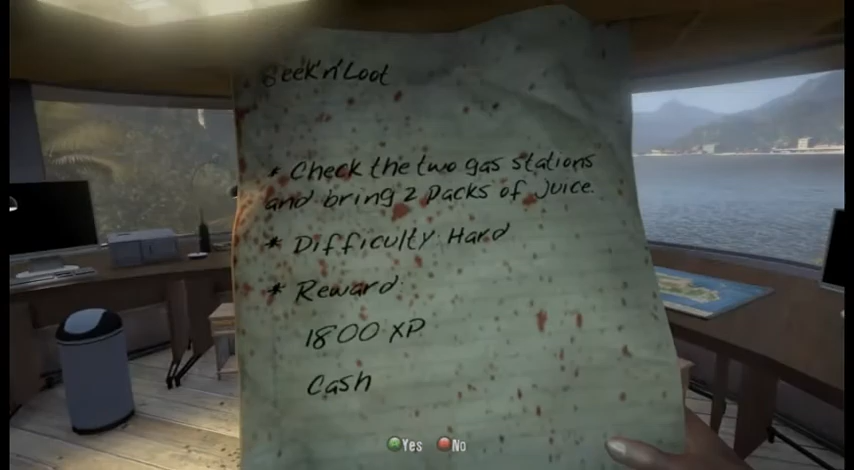 Seek'n'Loot
* Check the two gas stations
and bring 2 packs of juice.
* Difficulty: Hard
* Reward:
1800 XP
Cash
Yes No